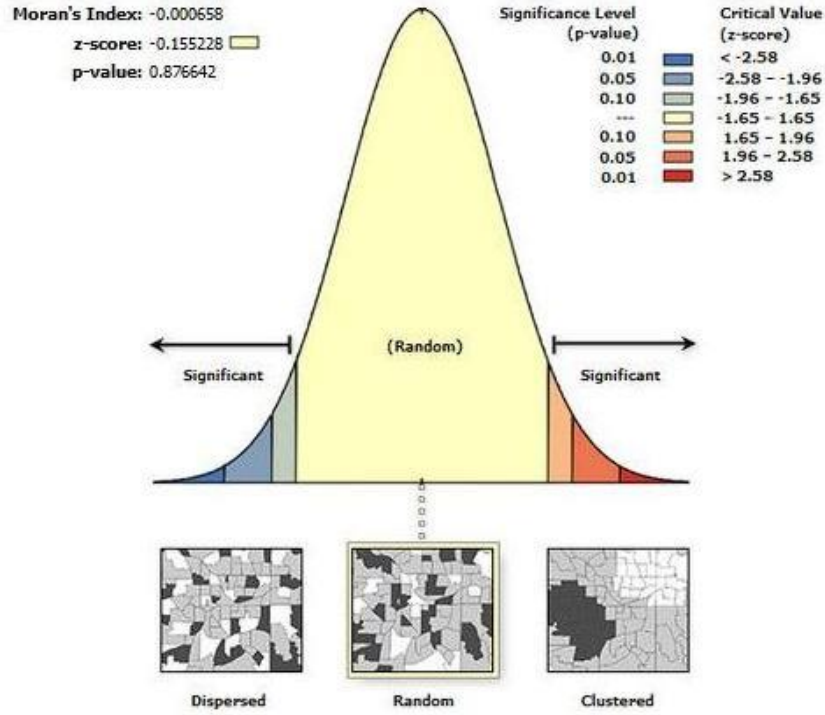 Moran's Index: -0.000658
z-score: -0.155228
p-value: 0.876642
Significance Level
(p-value)
Critical Value
(z-score)
0.01 < -2.58
0.05 -2.58 – -1.96
0.10 -1.96 – -1.65
--- -1.65 – 1.65
0.10 1.65 – 1.96
0.05 1.96 – 2.58
0.01 > 2.58
(Random)
Significant
Significant
Dispersed
Random
Clustered